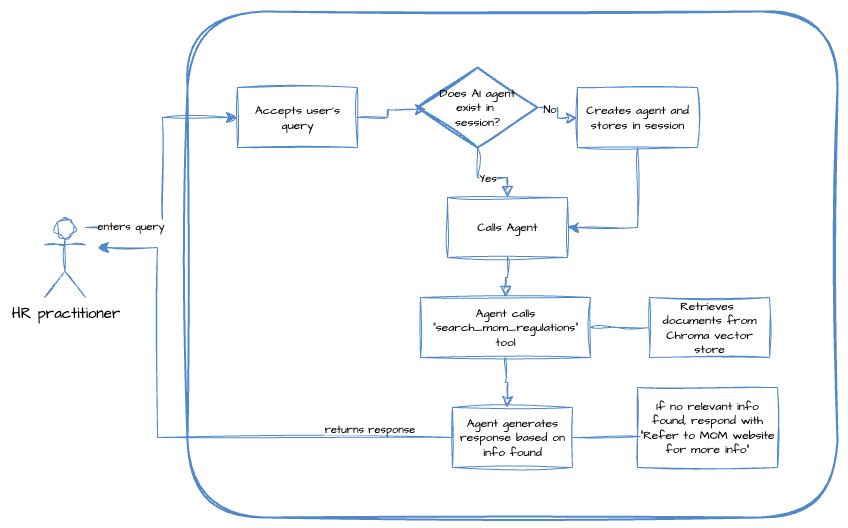 Accepts user's
query
Does AI agent
exist in
session?
No
Creates agent and
stores in session
Yes
enters query
Calls Agent
HR practitioner
Agent calls
"search_mom_regulations"
tool
Retrieves
documents from
Chroma vector
store
returns response
Agent generates
response based on
info found
If no relevant info
found, respond with
"Refer to MOM website
for more info"